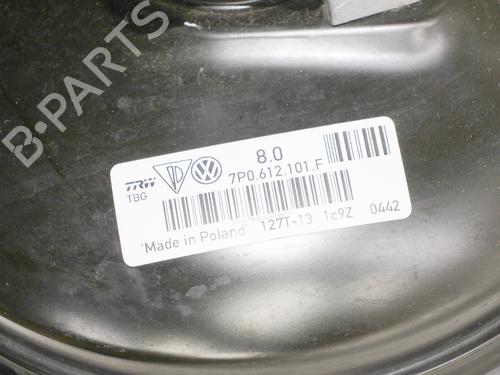 B-PARTS
8.0
TRW
7P0.612.101.F
TBG
'Made in Poland' 127T-13 1c9Z 0442